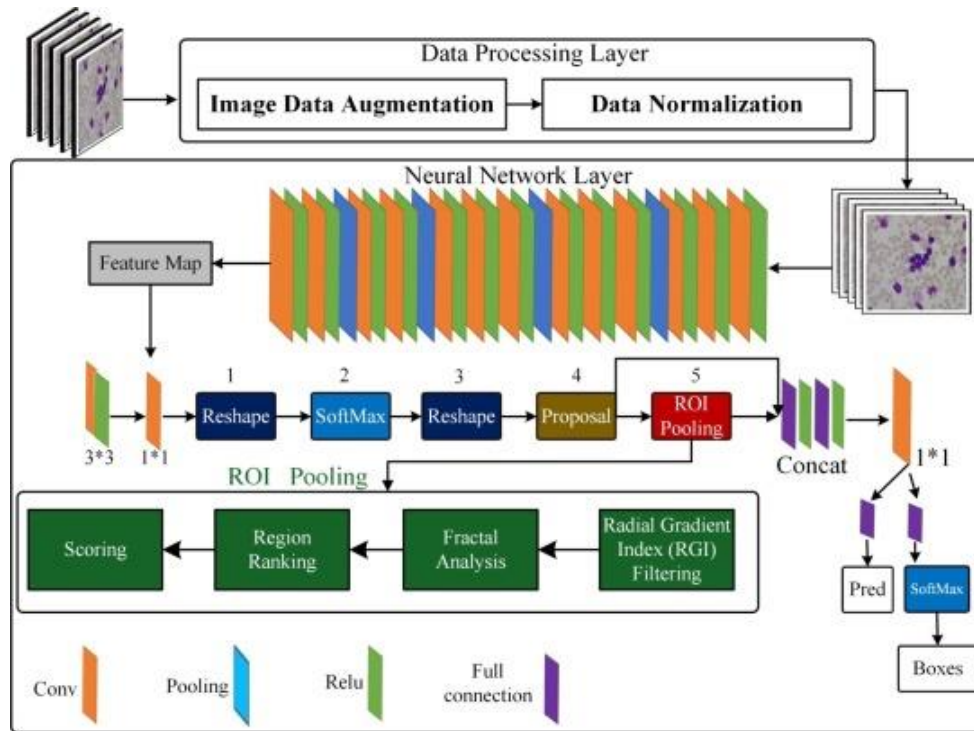 Data Processing Layer
Image Data Augmentation
Data Normalization
Neural Network Layer
Feature Map
1
2
3
4
5
Reshape
SoftMax
Reshape
Proposal
ROI
Pooling
3*3
1*1
Concat
1*1
ROI Pooling
Scoring
Region
Ranking
Fractal
Analysis
Radial Gradient
Index (RGI)
Filtering
Pred
SoftMax
Boxes
Conv
Pooling
Relu
Full
connection